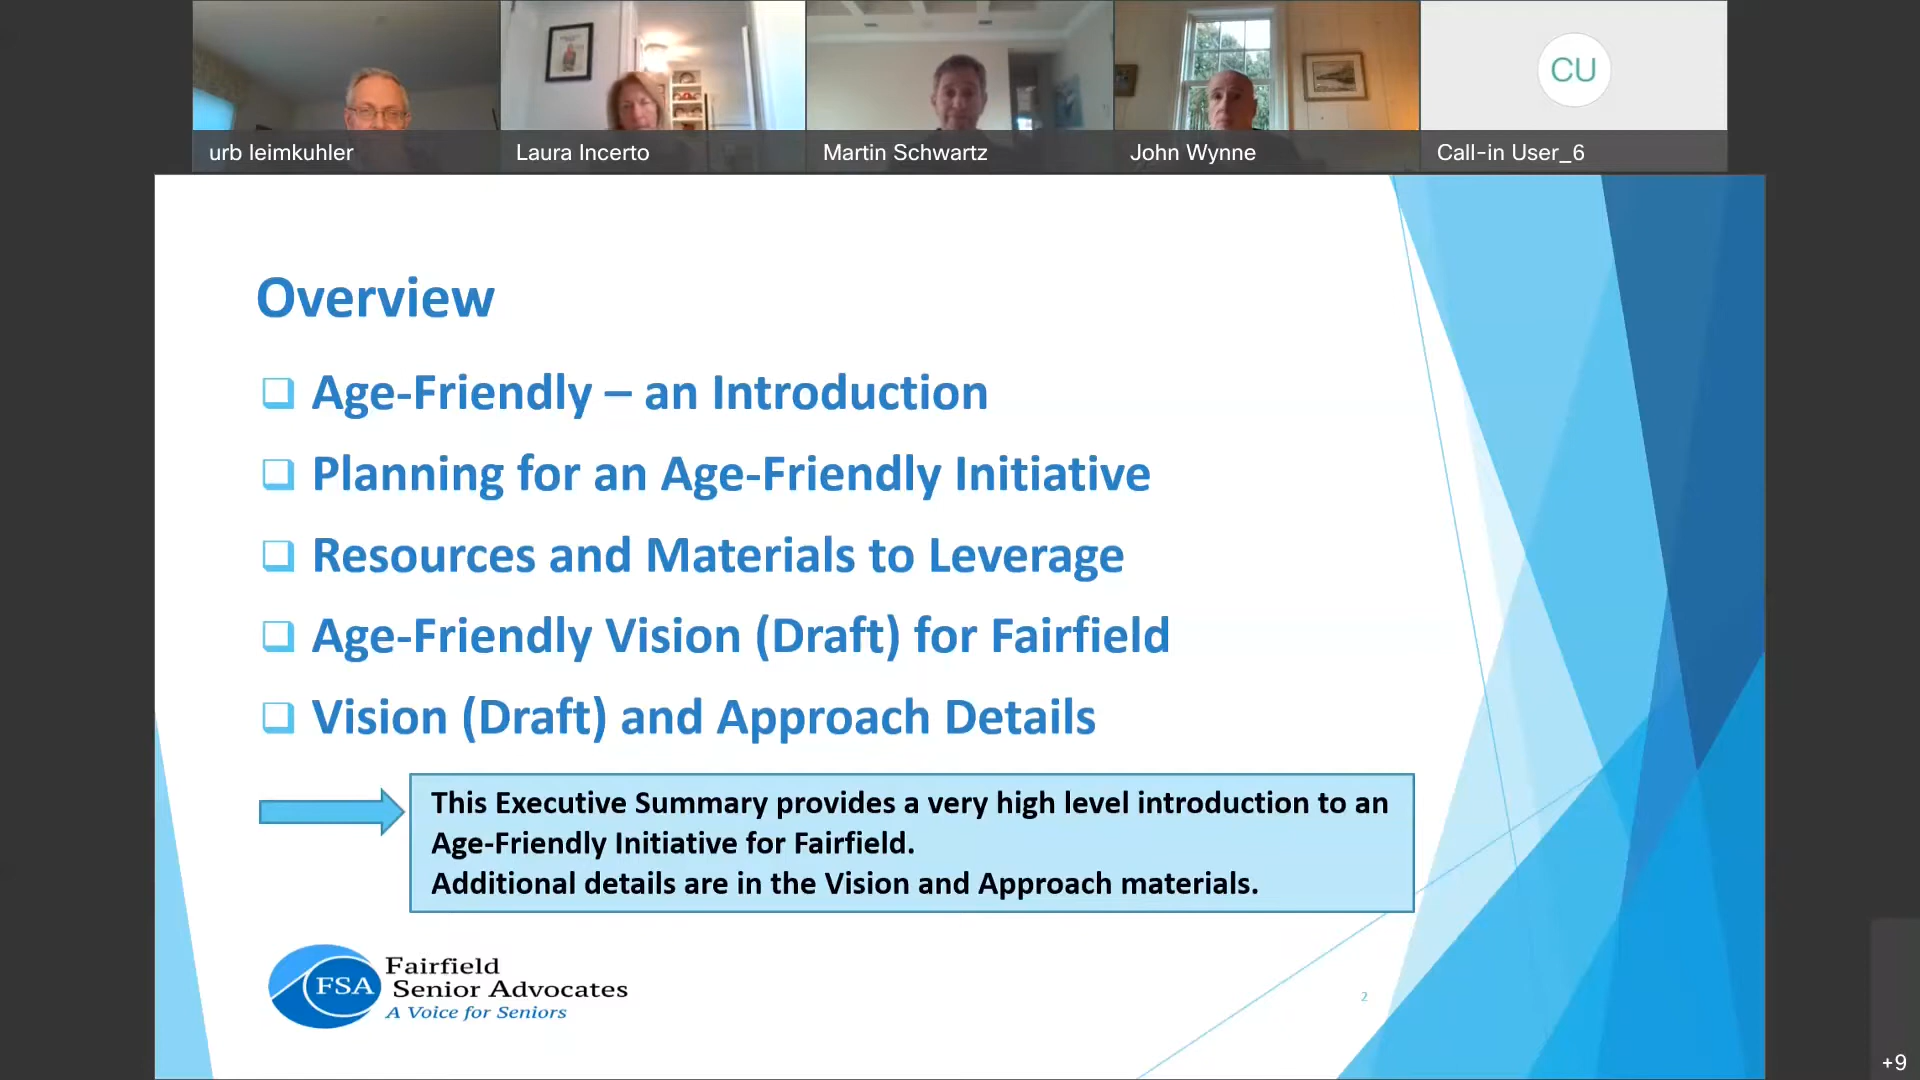 urb leimkuhler
Laura Incerto
Martin Schwartz
John Wynne
CU
Call-in User_6
Overview
Age-Friendly – an Introduction
Planning for an Age-Friendly Initiative
Resources and Materials to Leverage
Age-Friendly Vision (Draft) for Fairfield
Vision (Draft) and Approach Details
This Executive Summary provides a very high level introduction to an
Age-Friendly Initiative for Fairfield.
Additional details are in the Vision and Approach materials.
FSA
Fairfield
Senior Advocates
A Voice for Seniors
2
+9